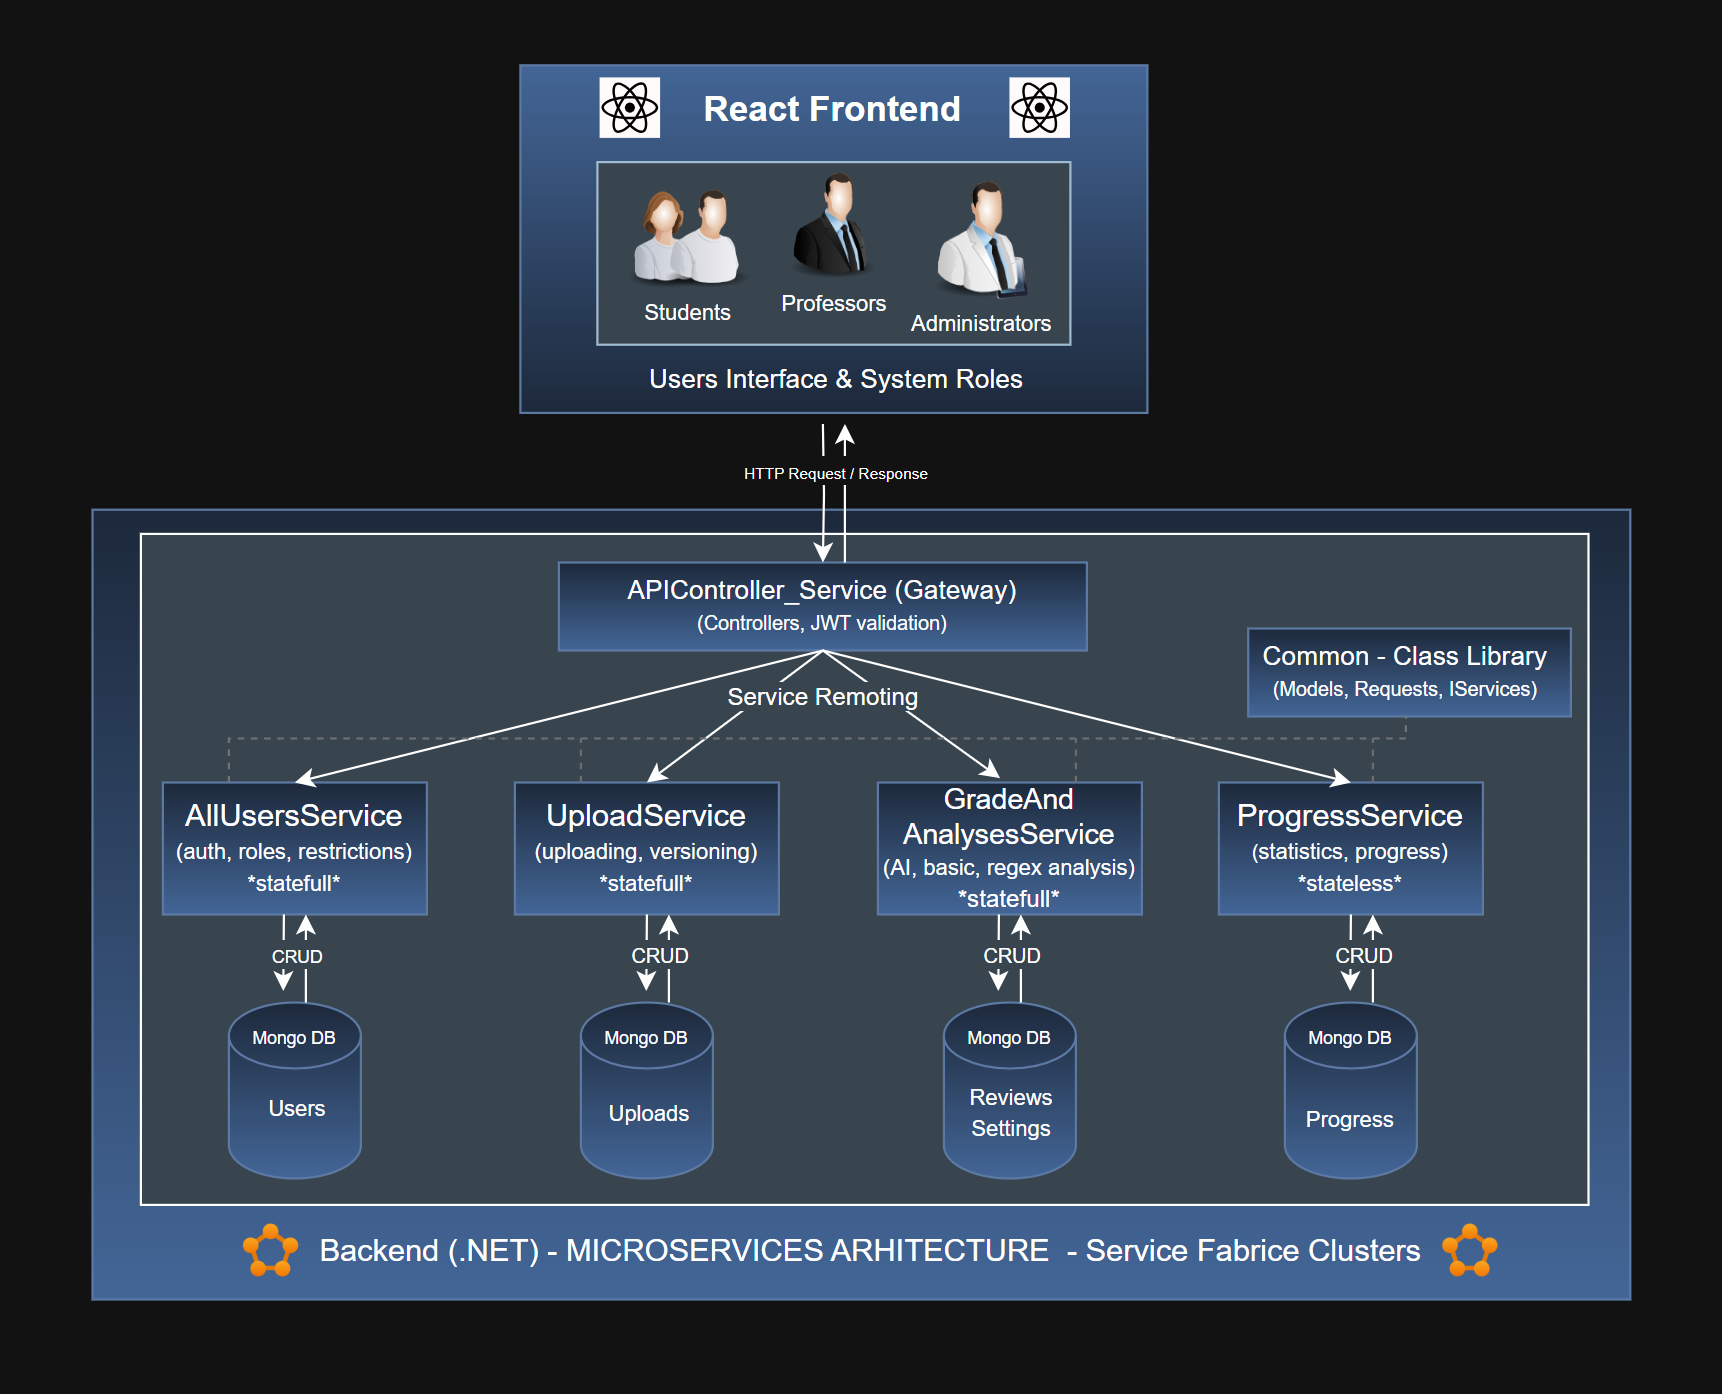 React Frontend
Students
Professors
Administrators
Users Interface & System Roles
HTTP Request / Response
APIController_Service (Gateway)
(Controllers, JWT validation)
Common - Class Library
(Models, Requests, IServices)
Service Remoting
AllUsersService
(auth, roles, restrictions)
*statefull*
UploadService
(uploading, versioning)
*statefull*
GradeAnd
AnalysesService
(AI, basic, regex analysis)
*statefull*
ProgressService
(statistics, progress)
*stateless*
CRUD
CRUD
CRUD
CRUD
Mongo DB
Users
Mongo DB
Uploads
Mongo DB
Reviews
Settings
Mongo DB
Progress
Backend (.NET) - MICROSERVICES ARHITECTURE - Service Fabrice Clusters